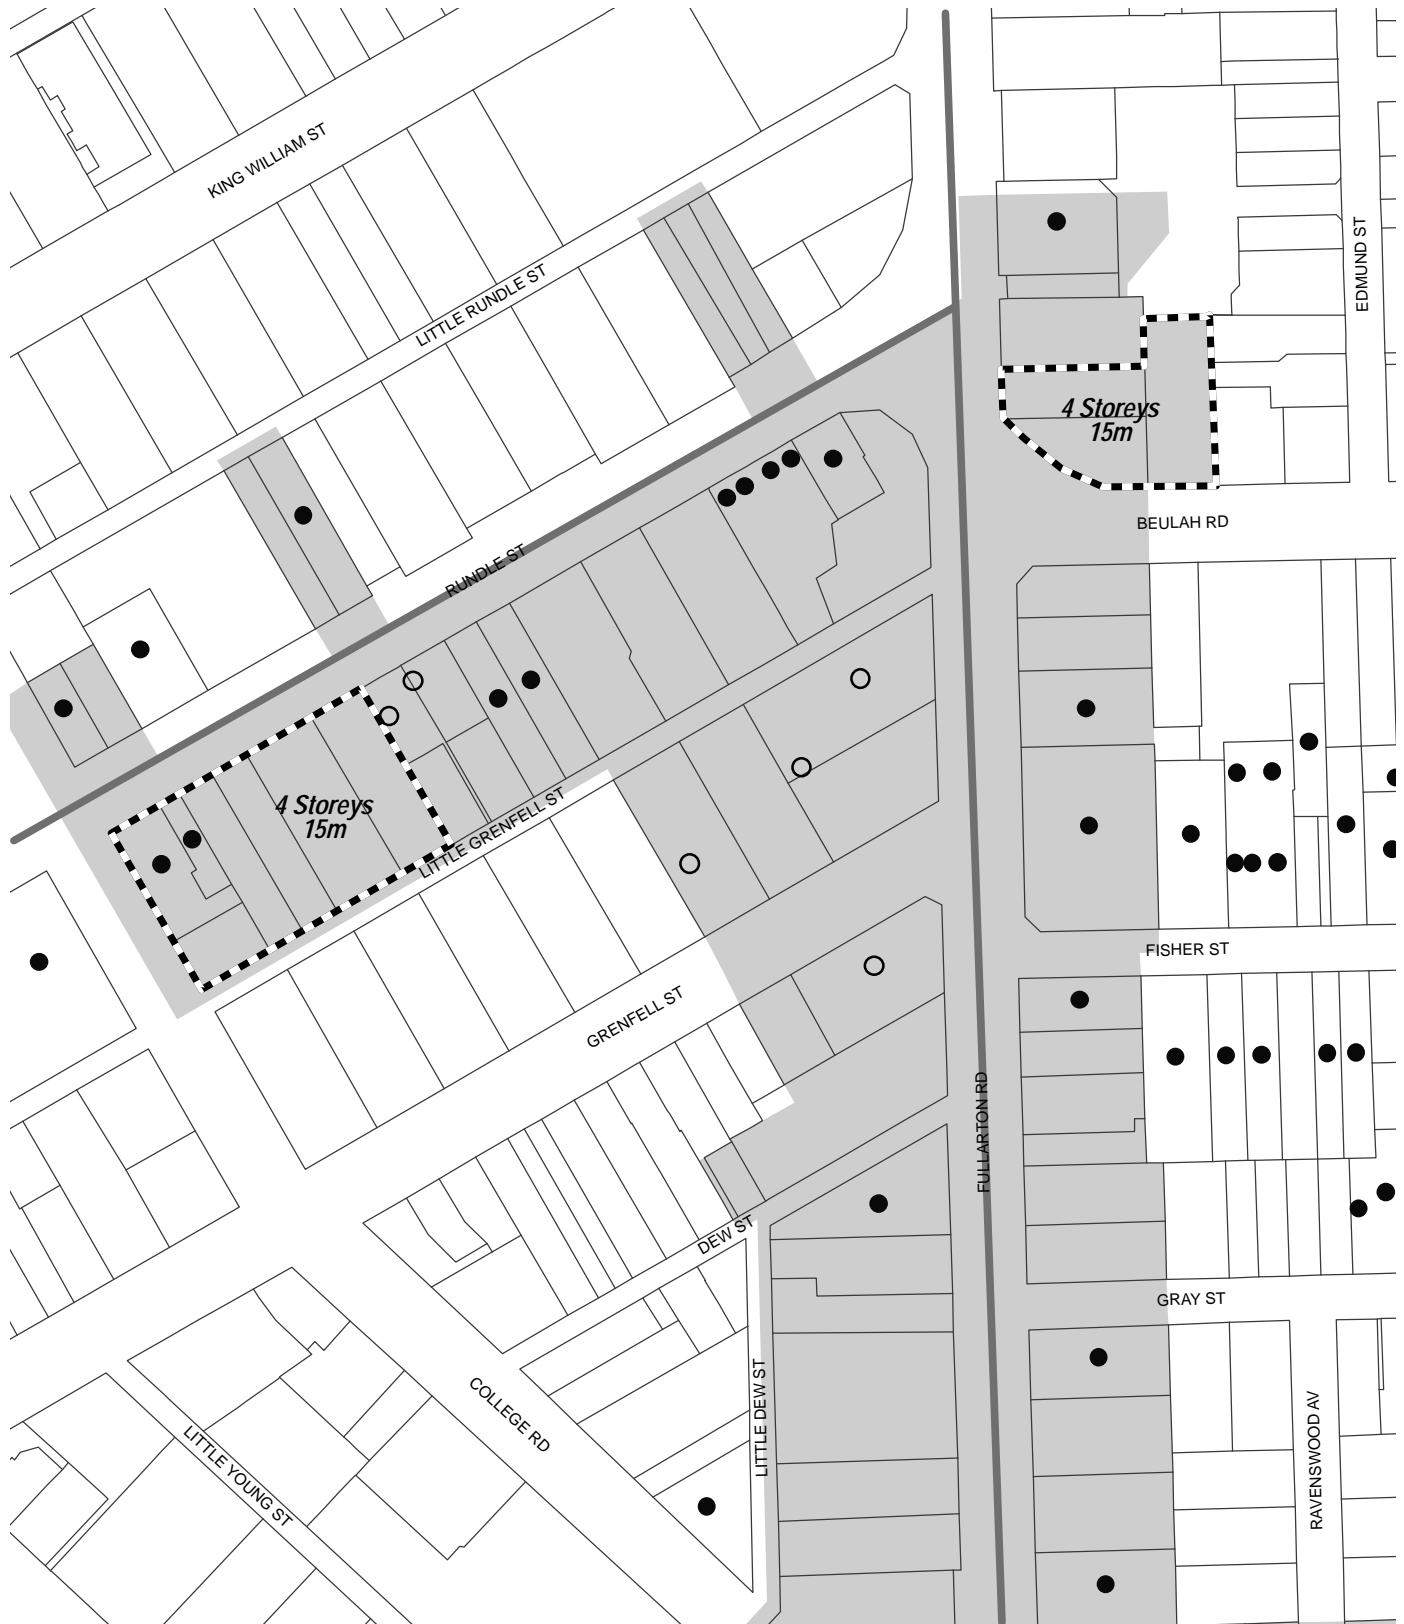 KING WILLIAM ST
LITTLE RUNDLE ST
EDMUND ST
4 Storeys
15m
BEULAH RD
RUNDLE ST
4 Storeys
15m
LITTLE GRENFELL ST
FISHER ST
GRENFELL ST
FULLARTON RD
DEW ST
GRAY ST
COLLEGE RD
LITTLE DEW ST
RAVENSWOOD AV
LITTLE YOUNG ST